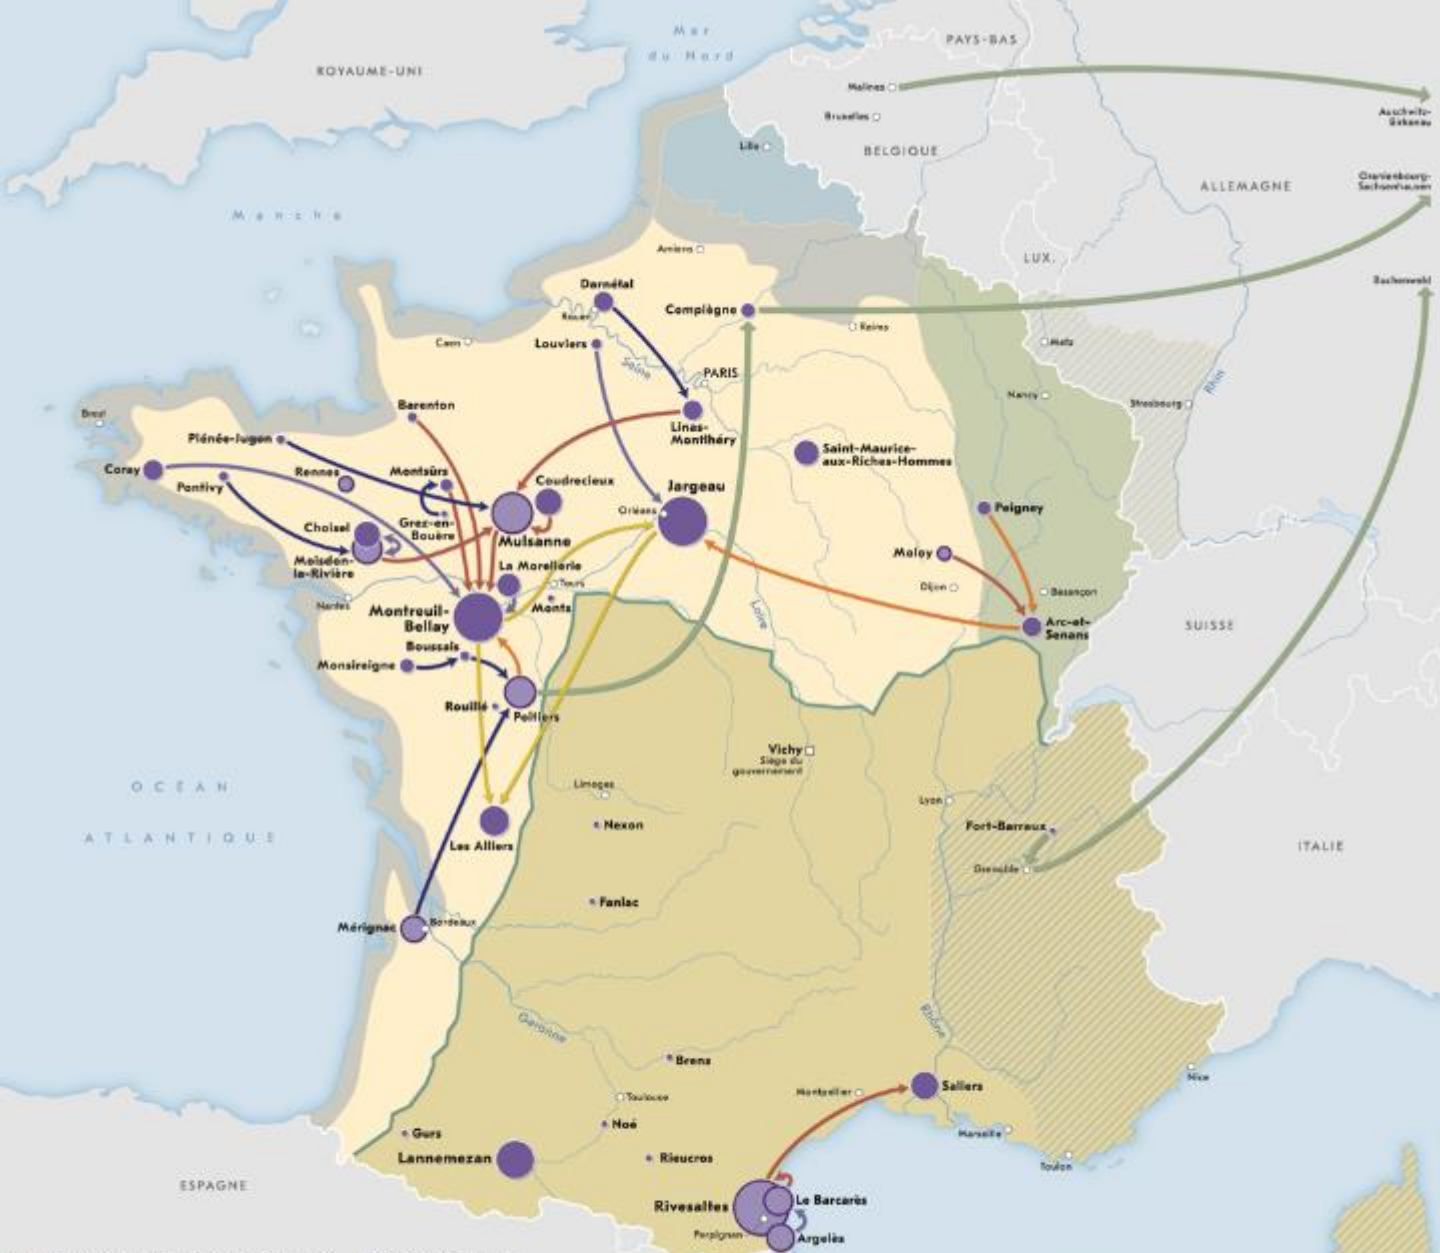 Mer
du Nord
PAYS-BAS
ROYAUME-UNI
Malines
Auschwitz-
Birkenau
Bruxelles
Lille
BELGIQUE
ALLEMAGNE
Oranienbourg-
Sachsenhausen
Manche
Amiens
LUX.
Buchenwald
Darnétal
Rouen
Compiègne
Reims
Caen
Louviers
Metz
Seine
PARIS
Rhin
Nancy
Strasbourg
Brest
Barenton
Linas-
Montlhéry
Plénée-Jugon
Saint-Maurice-
aux-Riches-Hommes
Coray
Pontivy
Rennes
Montsûrs
Coudrecieux
Jargeau
Orléans
Peigney
Choisel
Grez-en-
Bouère
Mulsanne
Moisdon-
la-Rivière
La Morellerie
Moloy
Tours
Dijon
Besançon
Nantes
Monts
Montreuil-
Bellay
Loire
Arc-et-
Senans
SUISSE
Boussais
Monsireigne
Rouillé
Poitiers
Vichy
Siège du
gouvernement
OCÉAN
ATLANTIQUE
Limoges
Lyon
Nexon
Fort-Barraux
Les Alliers
ITALIE
Grenoble
Fanlac
Mérignac
Bordeaux
Garonne
Rhône
Brens
Nice
Saliers
Montpellier
Toulouse
Noé
Marseille
Gurs
Lannemezan
Rieucros
Toulon
ESPAGNE
Le Barcarès
Rivesaltes
Perpignan
Argelès